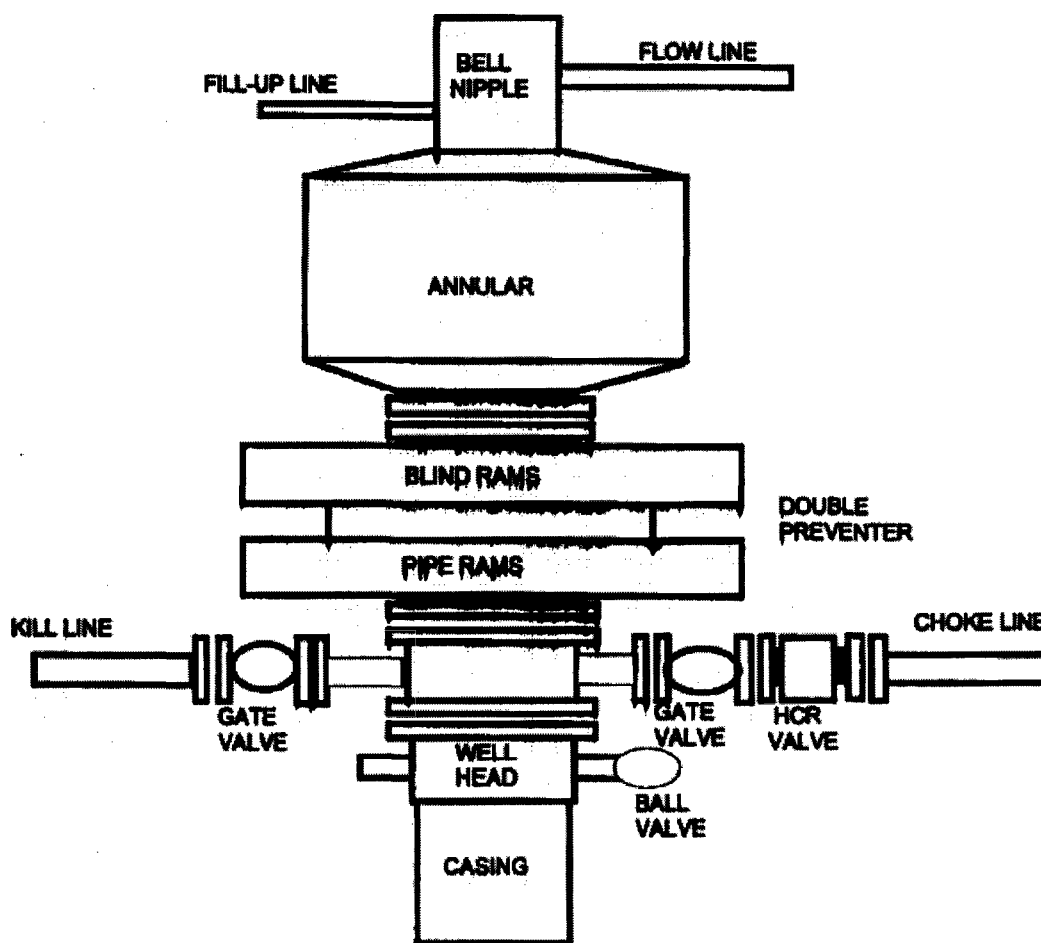 BELL
NIPPLE
FLOW LINE
FILL-UP LINE
ANNULAR
BLIND RAMS
DOUBLE
PREVENTER
PIPE RAMS
KILL LINE
CHOKE LINE
GATE
VALVE
GATE
VALVE
HCR
VALVE
WELL
HEAD
BALL
VALVE
CASING